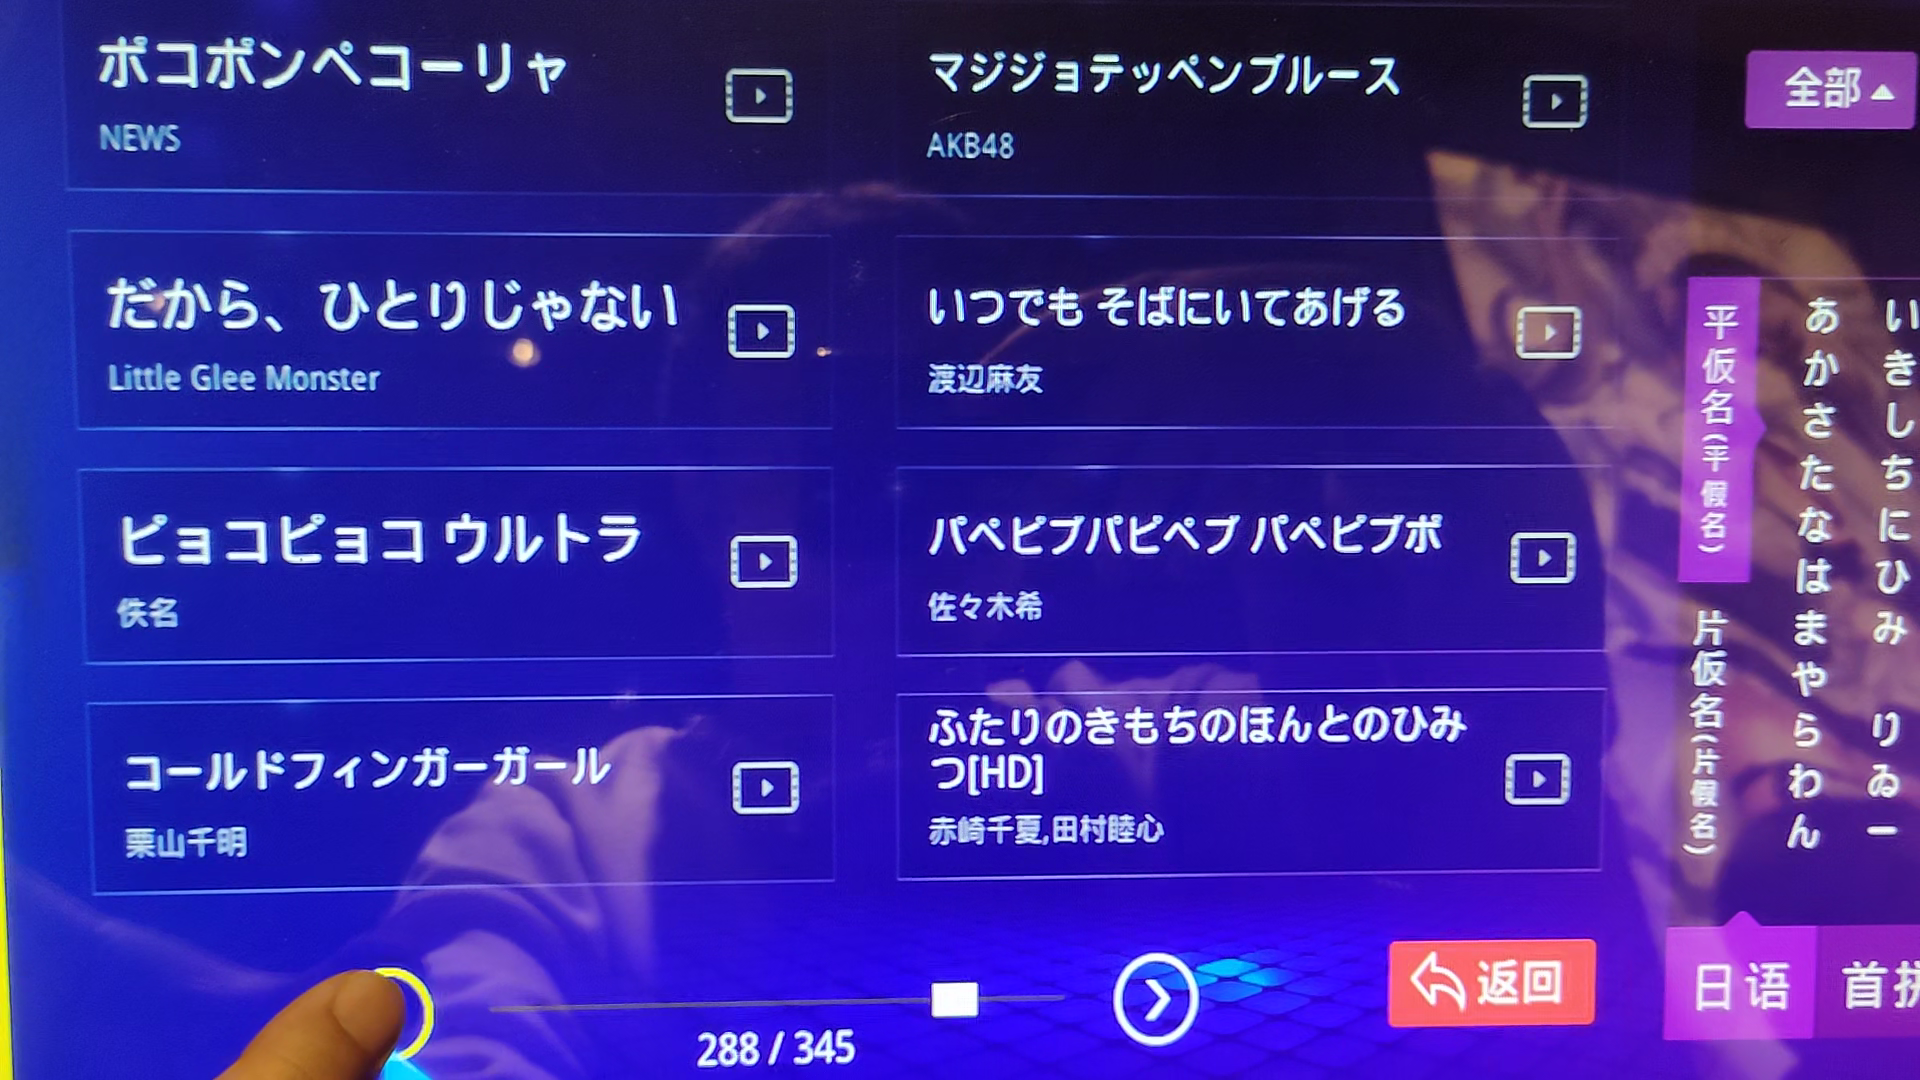 ポコポンペコーリャ
NEWS
マジジョテッペンブルース
AKB48
全部▲
だから、ひとりじゃない
Little Glee Monster
いつでも そばにいてあげる
渡辺麻友
ピョコピョコ ウルトラ
佚名
パペピプパピペプ パペピプポ
佐々木希
コールドフィンガーガール
栗山千明
ふたりのきもちのほんとのひみ
つ[HD]
赤崎千夏,田村睦心
平仮名(平假名)
片仮名(片假名)
あかさたなはまやらわん
いきしちにひみ りゐー
288 / 345
返回
日语
首拼